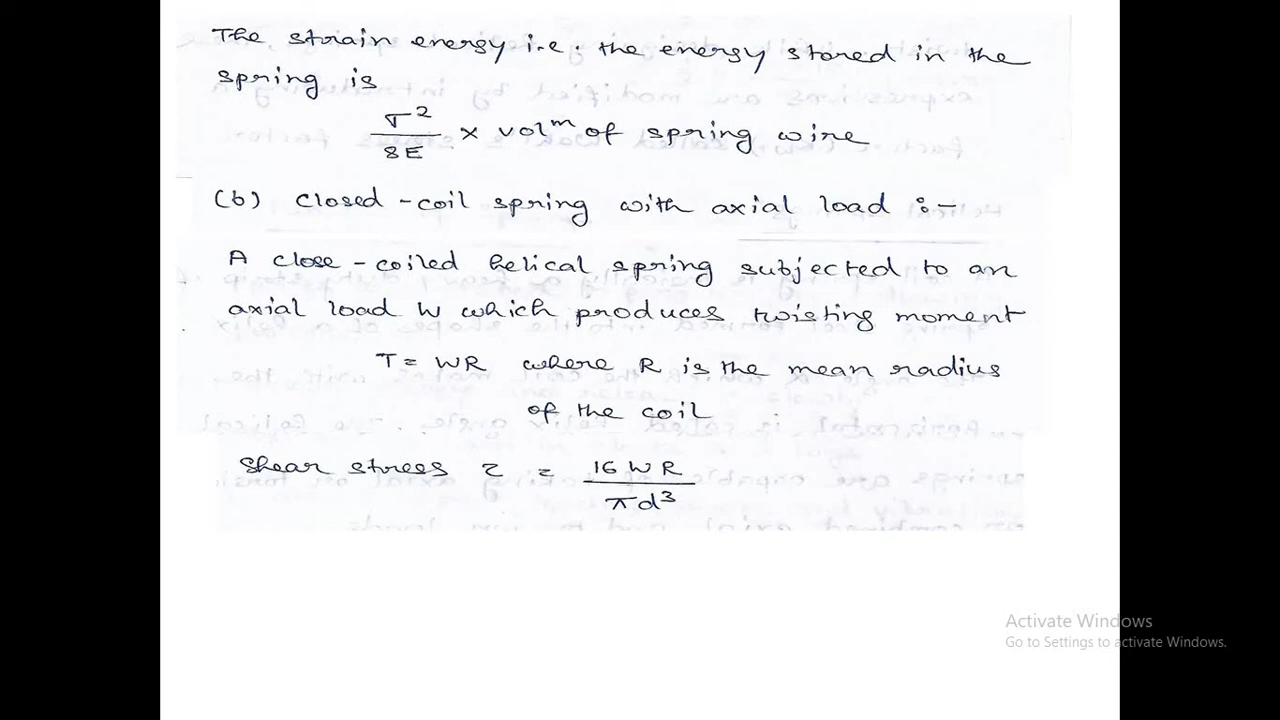 The strain energy i.e. the energy stored in the
spring is
σ²/8E × volᵐ of spring wire
(b) closed-coil spring with axial load :-
A close-coiled helical spring subjected to an
axial load W which produces twisting moment
T = WR where R is the mean radius
of the coil
Shear stress τ = 16WR/πd³
Activate Windows
Go to Settings to activate Windows.